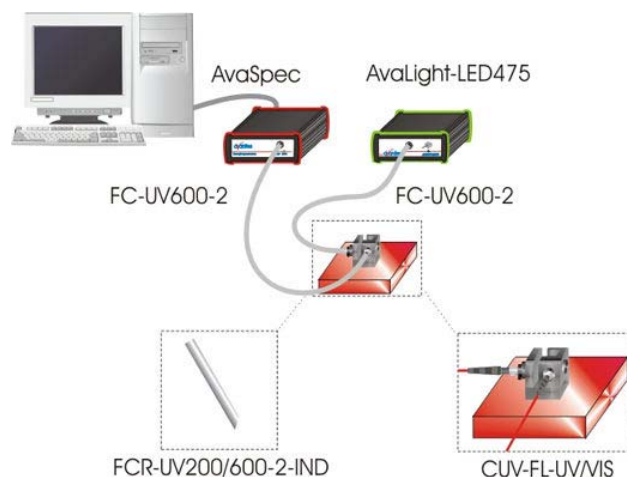 AvaSpec
AvaLight-LED475
FC-UV600-2
FC-UV600-2
FCR-UV200/600-2-IND
CUV-FL-UV/VIS